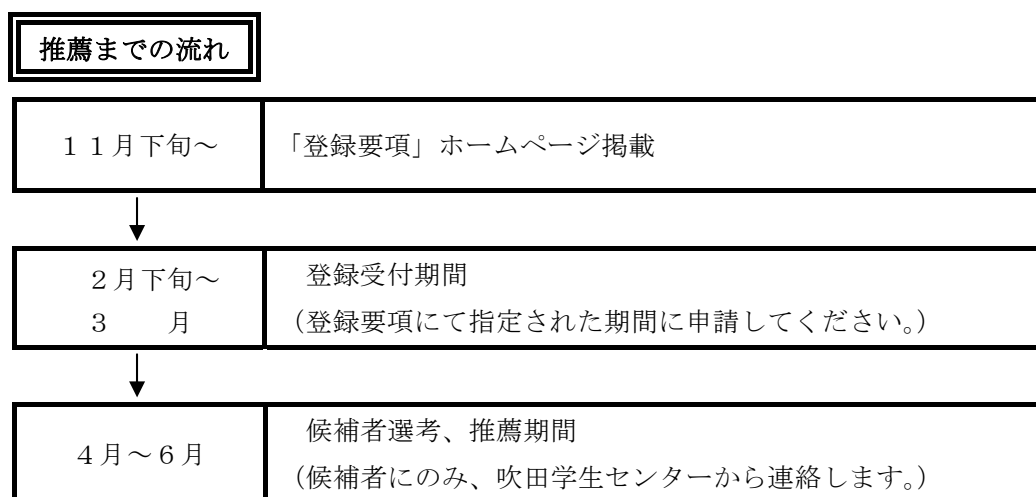 推薦までの流れ
１１月下旬～
「登録要項」ホームページ掲載
２月下旬～
３　　月
登録受付期間
（登録要項にて指定された期間に申請してください。）
４月～６月
候補者選考、推薦期間
（候補者にのみ、吹田学生センターから連絡します。）